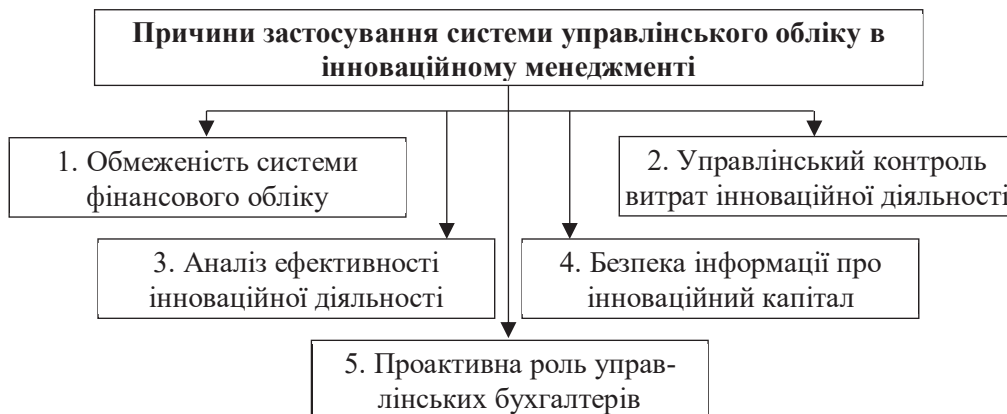 Причини застосування системи управлінського обліку в
інноваційному менеджменті
1. Обмеженість системи
фінансового обліку
2. Управлінський контроль
витрат інноваційної діяльності
3. Аналіз ефективності
інноваційної діяльності
4. Безпека інформації про
інноваційний капітал
5. Проактивна роль управ-
лінських бухгалтерів